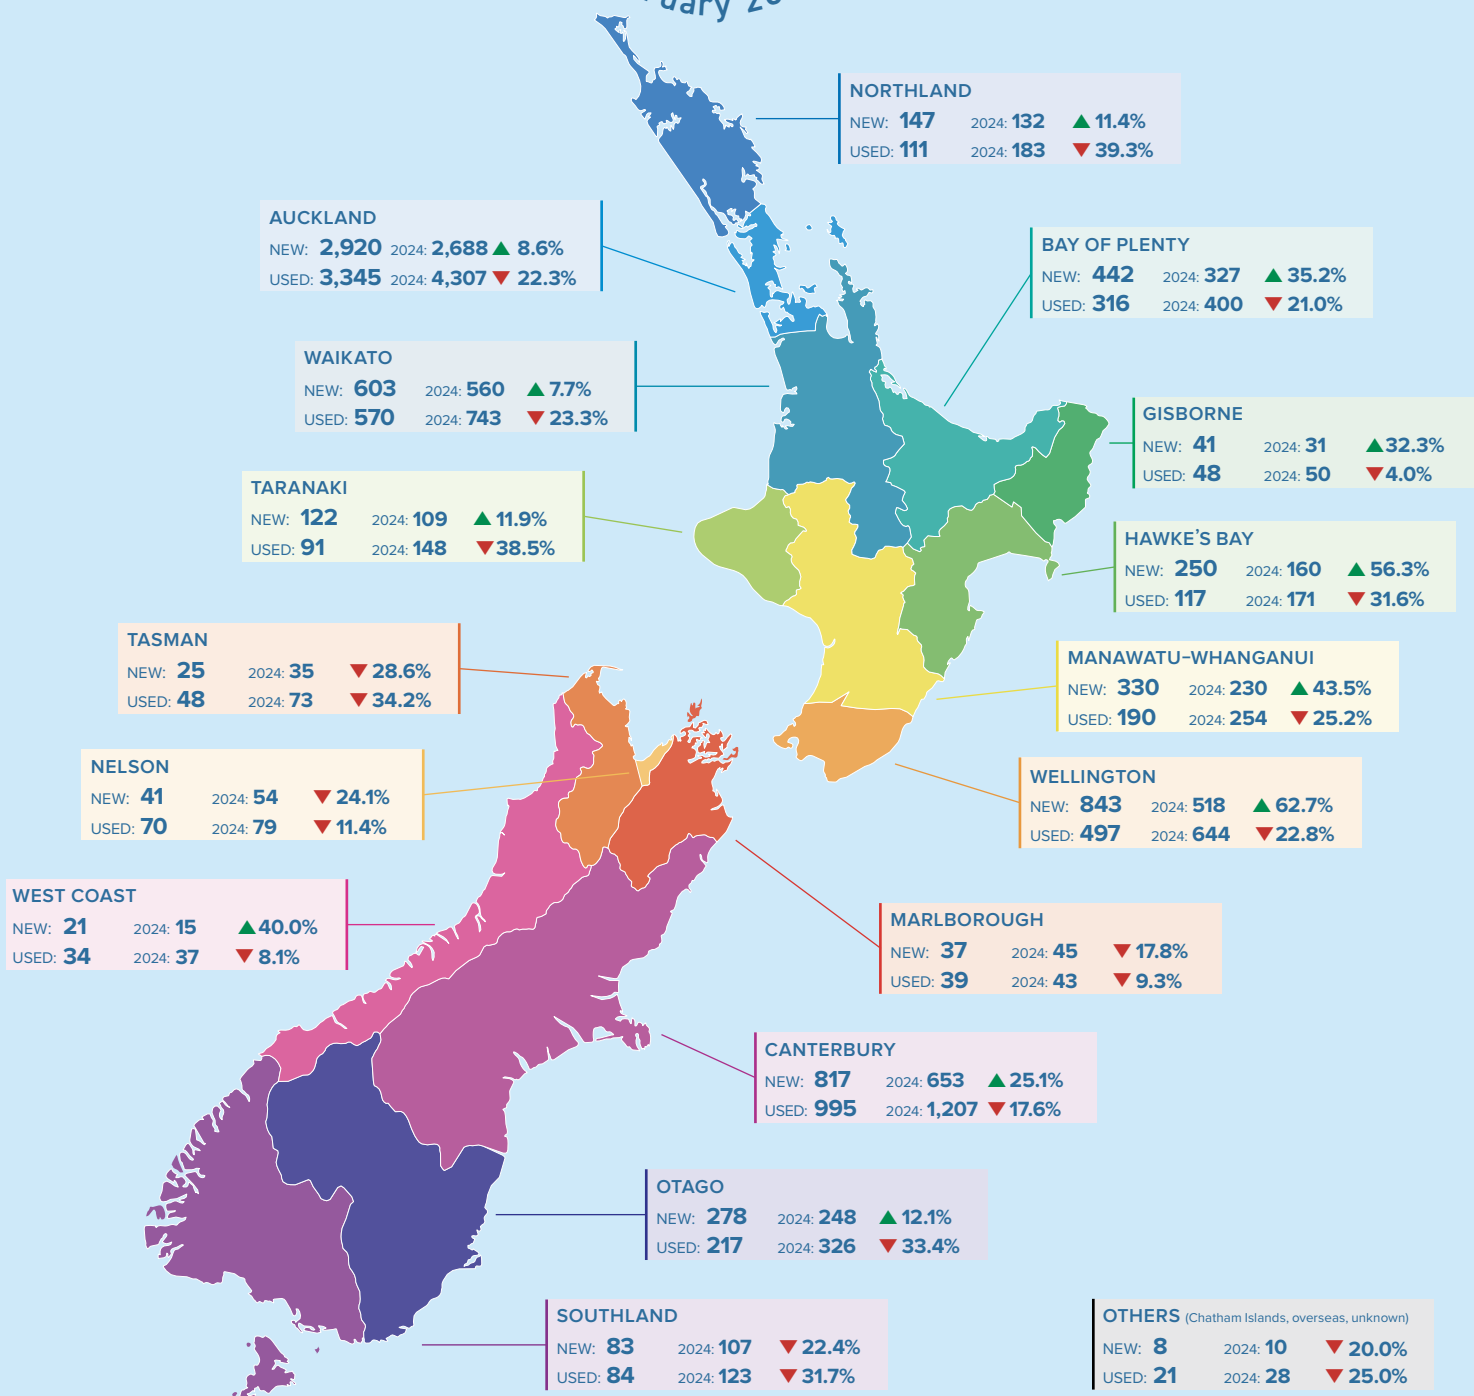 NORTHLAND
NEW: 147 2024: 132 ▲ 11.4%
USED: 111 2024: 183 ▼ 39.3%
AUCKLAND
NEW: 2,920 2024: 2,688 ▲ 8.6%
USED: 3,345 2024: 4,307 ▼ 22.3%
BAY OF PLENTY
NEW: 442 2024: 327 ▲ 35.2%
USED: 316 2024: 400 ▼ 21.0%
WAIKATO
NEW: 603 2024: 560 ▲ 7.7%
USED: 570 2024: 743 ▼ 23.3%
GISBORNE
NEW: 41 2024: 31 ▲ 32.3%
USED: 48 2024: 50 ▼ 4.0%
TARANAKI
NEW: 122 2024: 109 ▲ 11.9%
USED: 91 2024: 148 ▼ 38.5%
HAWKE'S BAY
NEW: 250 2024: 160 ▲ 56.3%
USED: 117 2024: 171 ▼ 31.6%
TASMAN
NEW: 25 2024: 35 ▼ 28.6%
USED: 48 2024: 73 ▼ 34.2%
MANAWATU-WHANGANUI
NEW: 330 2024: 230 ▲ 43.5%
USED: 190 2024: 254 ▼ 25.2%
NELSON
NEW: 41 2024: 54 ▼ 24.1%
USED: 70 2024: 79 ▼ 11.4%
WELLINGTON
NEW: 843 2024: 518 ▲ 62.7%
USED: 497 2024: 644 ▼ 22.8%
WEST COAST
NEW: 21 2024: 15 ▲ 40.0%
USED: 34 2024: 37 ▼ 8.1%
MARLBOROUGH
NEW: 37 2024: 45 ▼ 17.8%
USED: 39 2024: 43 ▼ 9.3%
CANTERBURY
NEW: 817 2024: 653 ▲ 25.1%
USED: 995 2024: 1,207 ▼ 17.6%
OTAGO
NEW: 278 2024: 248 ▲ 12.1%
USED: 217 2024: 326 ▼ 33.4%
SOUTHLAND
NEW: 83 2024: 107 ▼ 22.4%
USED: 84 2024: 123 ▼ 31.7%
OTHERS (Chatham Islands, overseas, unknown)
NEW: 8 2024: 10 ▼ 20.0%
USED: 21 2024: 28 ▼ 25.0%